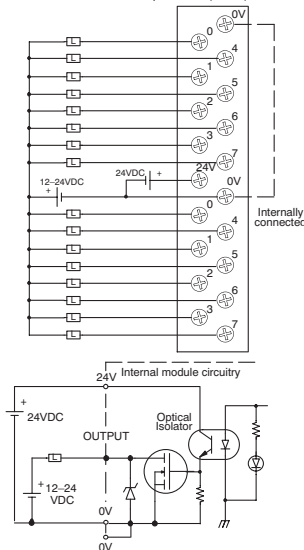 0V
0
4
1
5
2
6
3
7
24VDC +
24V
12–24VDC
+
0V
0
4
Internally
connected
1
5
2
6
3
7
Internal module circuitry
24V
+
24VDC
Optical
Isolator
OUTPUT
L
+
12–24
VDC
0V
0V